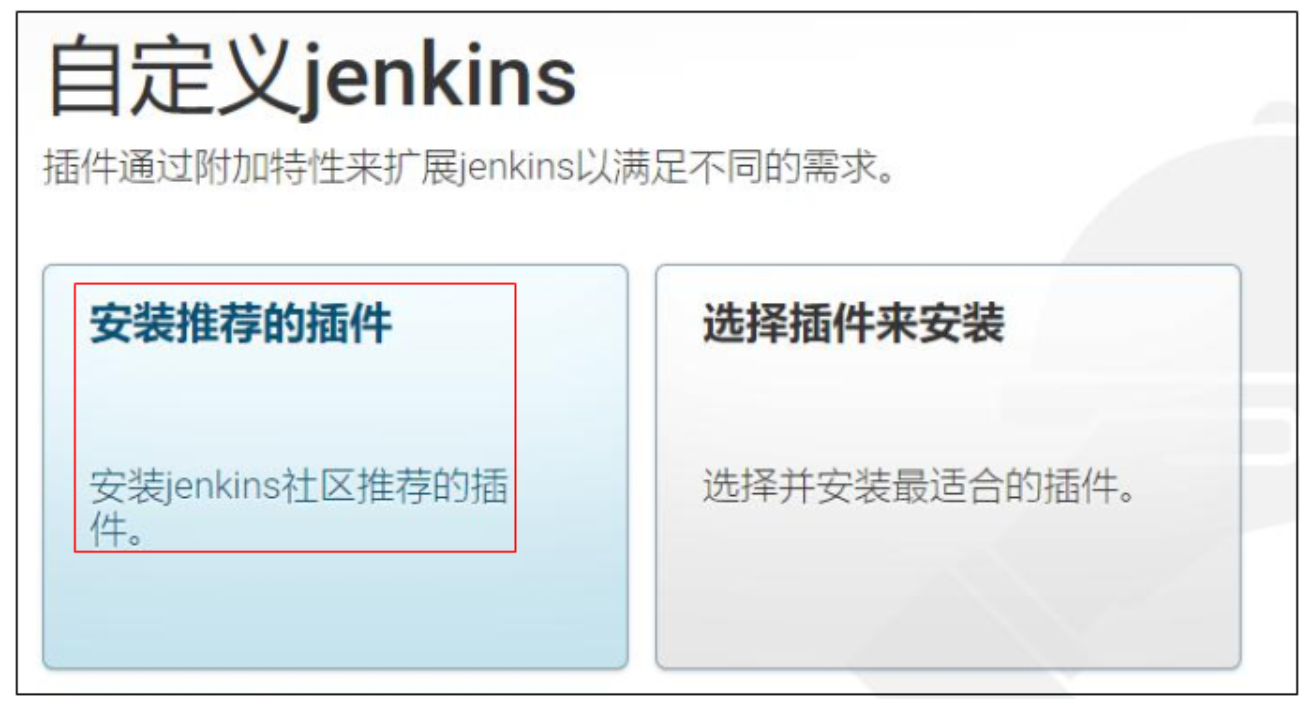 自定义jenkins
插件通过附加特性来扩展jenkins以满足不同的需求。
安装推荐的插件
安装jenkins社区推荐的插
件。
选择插件来安装
选择并安装最适合的插件。